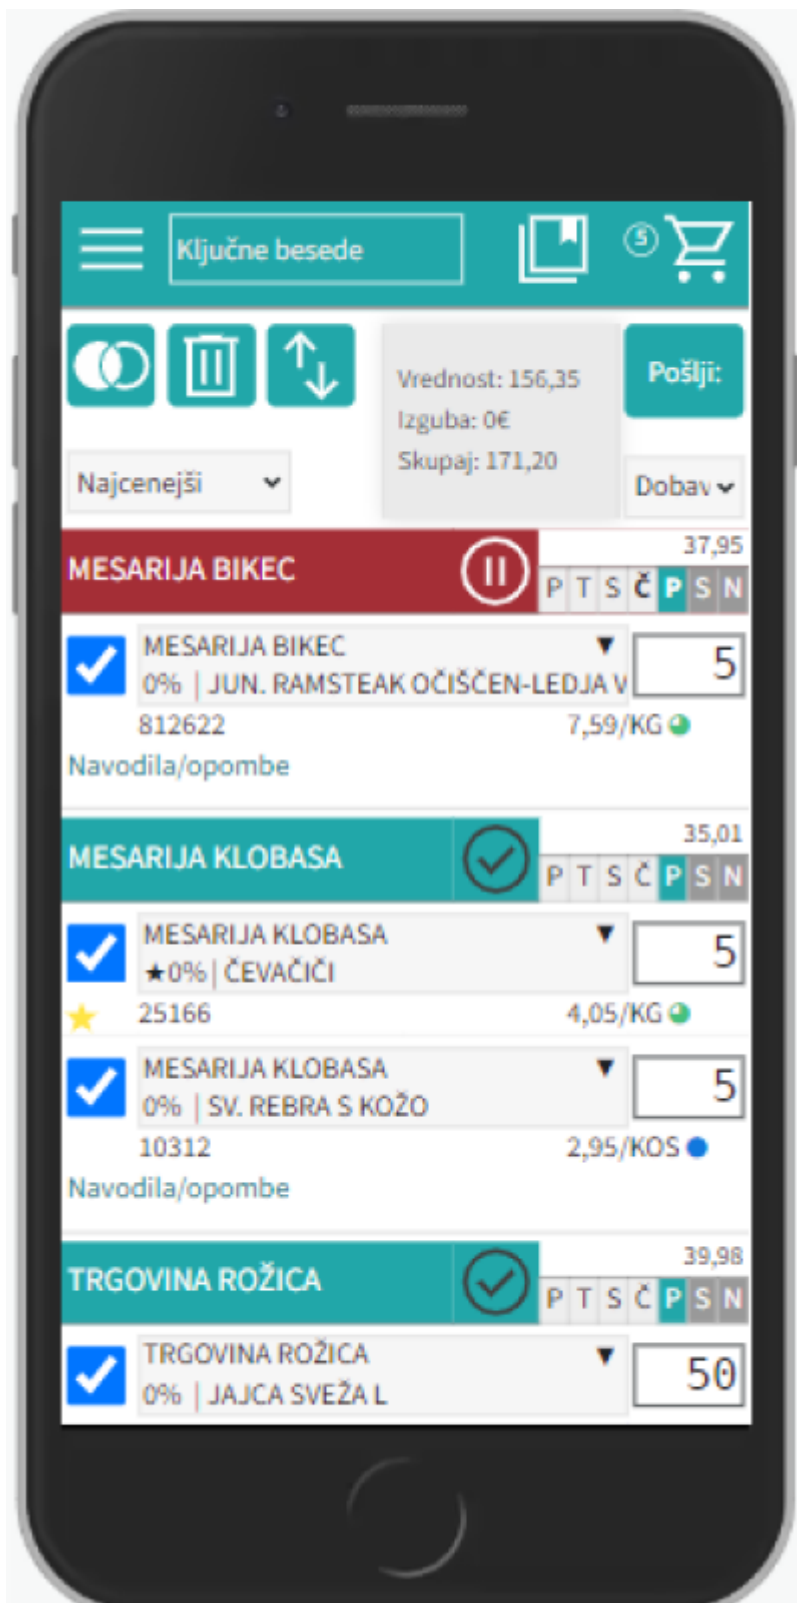 Ključne besede
5
Pošlji:
Vrednost: 156,35
Izguba: 0€
Skupaj: 171,20
Najcenejši
Dobav
MESARIJA BIKEC
37,95
P T S Č P S N
MESARIJA BIKEC
0% | JUN. RAMSTEAK OČIŠČEN-LEDJA V
5
812622
7,59/KG
Navodila/opombe
MESARIJA KLOBASA
35,01
P T S Č P S N
MESARIJA KLOBASA
★0% | ČEVAČIČI
5
25166
4,05/KG
MESARIJA KLOBASA
0% | SV. REBRA S KOŽO
5
10312
2,95/KOS
Navodila/opombe
TRGOVINA ROŽICA
39,98
P T S Č P S N
TRGOVINA ROŽICA
0% | JAJCA SVEŽA L
50